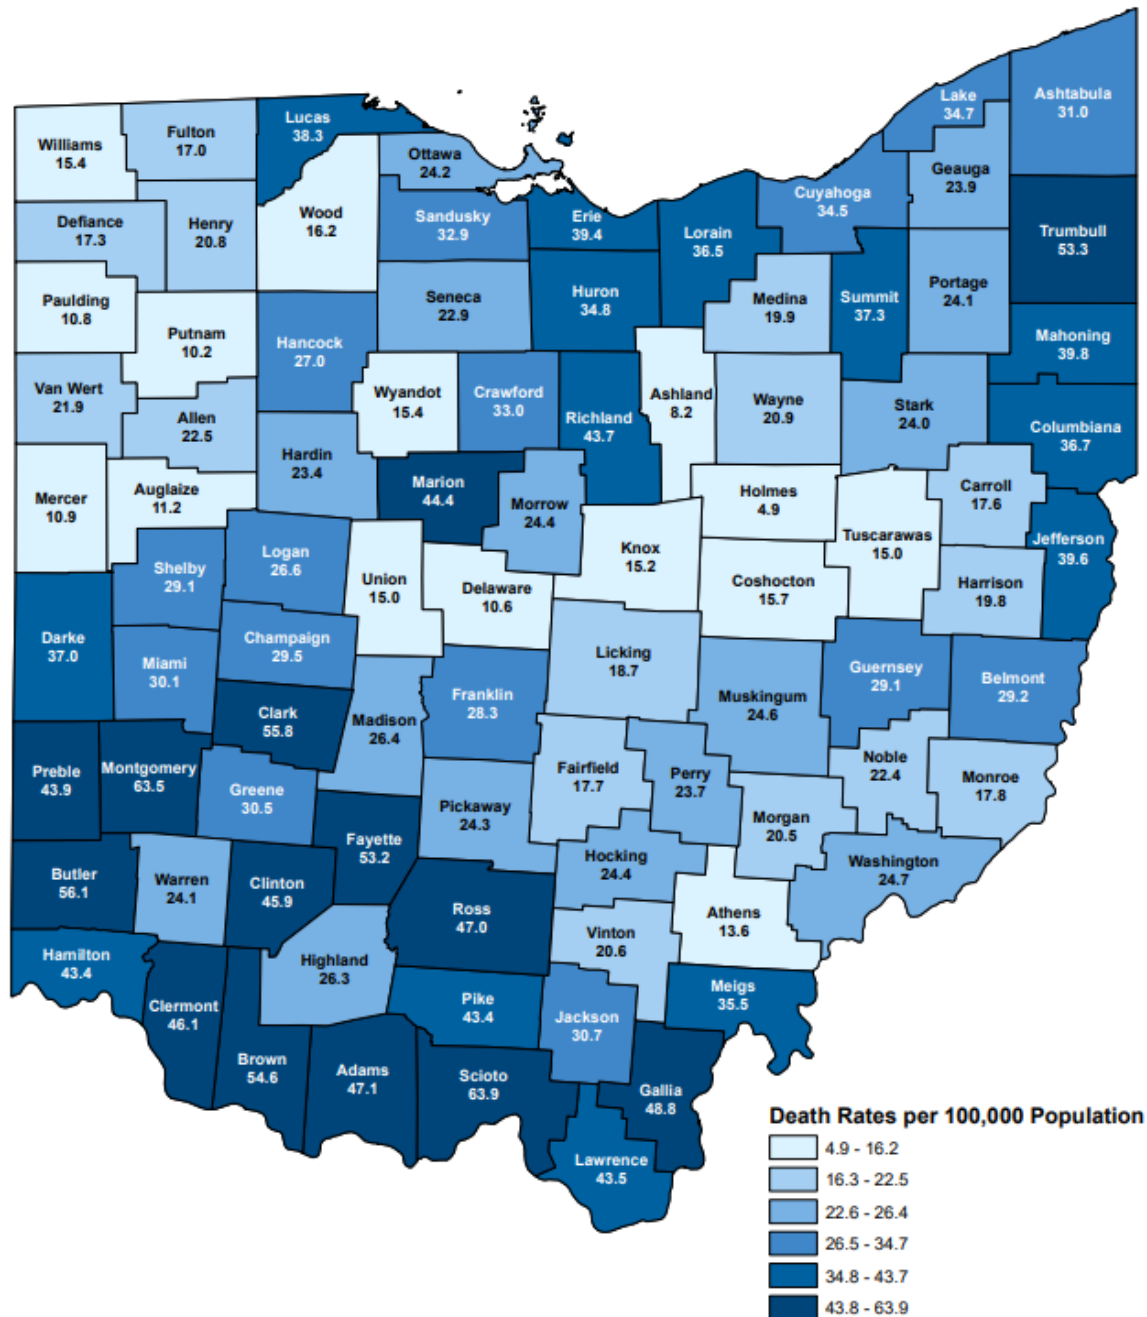 Lake
34.7
Ashtabula
31.0
Lucas
38.3
Fulton
17.0
Williams
15.4
Ottawa
24.2
Geauga
23.9
Cuyahoga
34.5
Wood
16.2
Sandusky
32.9
Erie
39.4
Lorain
36.5
Defiance
17.3
Henry
20.8
Trumbull
53.3
Paulding
10.8
Seneca
22.9
Huron
34.8
Medina
19.9
Summit
37.3
Portage
24.1
Putnam
10.2
Hancock
27.0
Mahoning
39.8
Van Wert
21.9
Wyandot
15.4
Crawford
33.0
Ashland
8.2
Wayne
20.9
Stark
24.0
Allen
22.5
Richland
43.7
Columbiana
36.7
Hardin
23.4
Mercer
10.9
Auglaize
11.2
Marion
44.4
Morrow
24.4
Holmes
4.9
Carroll
17.6
Tuscarawas
15.0
Jefferson
39.6
Logan
26.6
Knox
15.2
Shelby
29.1
Union
15.0
Delaware
10.6
Coshocton
15.7
Harrison
19.8
Darke
37.0
Champaign
29.5
Licking
18.7
Miami
30.1
Guernsey
29.1
Belmont
29.2
Franklin
28.3
Muskingum
24.6
Clark
55.8
Madison
26.4
Preble
43.9
Montgomery
63.5
Fairfield
17.7
Perry
23.7
Noble
22.4
Monroe
17.8
Greene
30.5
Pickaway
24.3
Morgan
20.5
Fayette
53.2
Hocking
24.4
Washington
24.7
Butler
56.1
Warren
24.1
Clinton
45.9
Ross
47.0
Athens
13.6
Vinton
20.6
Hamilton
43.4
Highland
26.3
Meigs
35.5
Clermont
46.1
Pike
43.4
Jackson
30.7
Brown
54.6
Adams
47.1
Scioto
63.9
Gallia
48.8
Lawrence
43.5
Death Rates per 100,000 Population
4.9 - 16.2
16.3 - 22.5
22.6 - 26.4
26.5 - 34.7
34.8 - 43.7
43.8 - 63.9